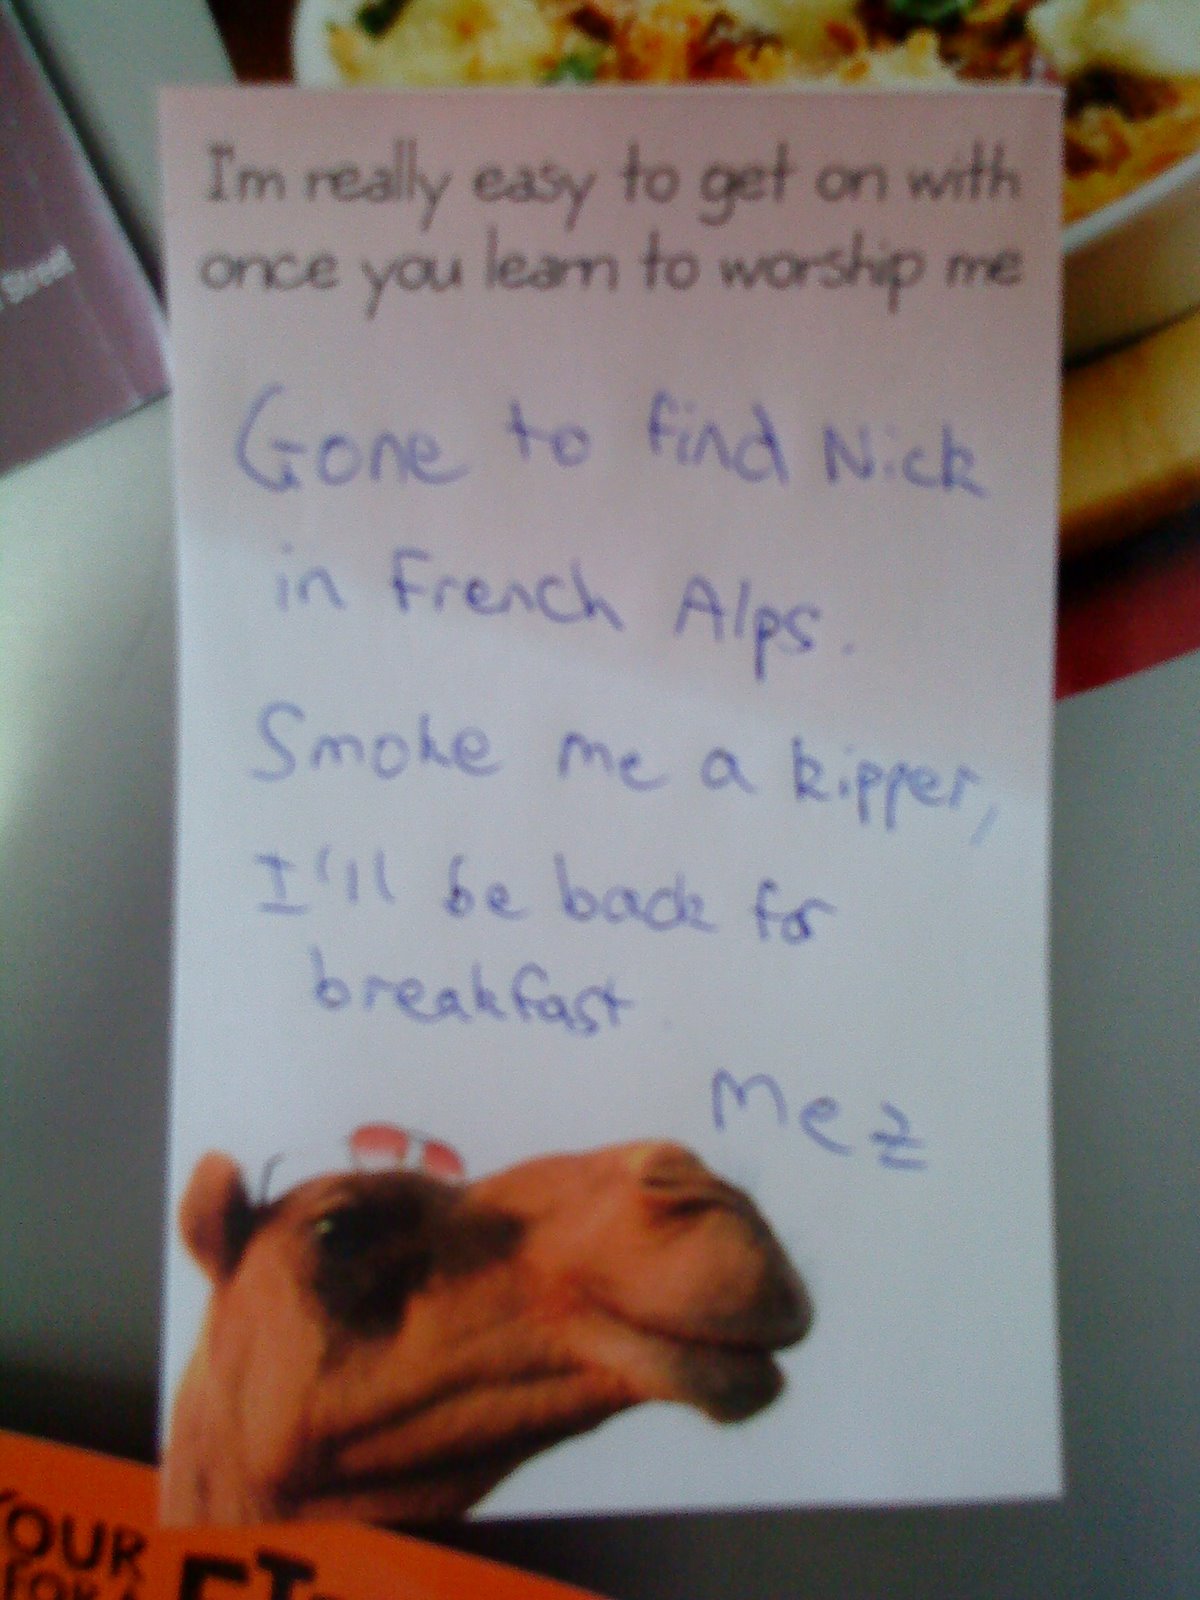 I'm really easy to get on with
once you learn to worship me
Gone to find Nick
in French Alps.
Smoke me a kipper,
I'll be back for
breakfast.
Mez
Street
OUR
FOR A